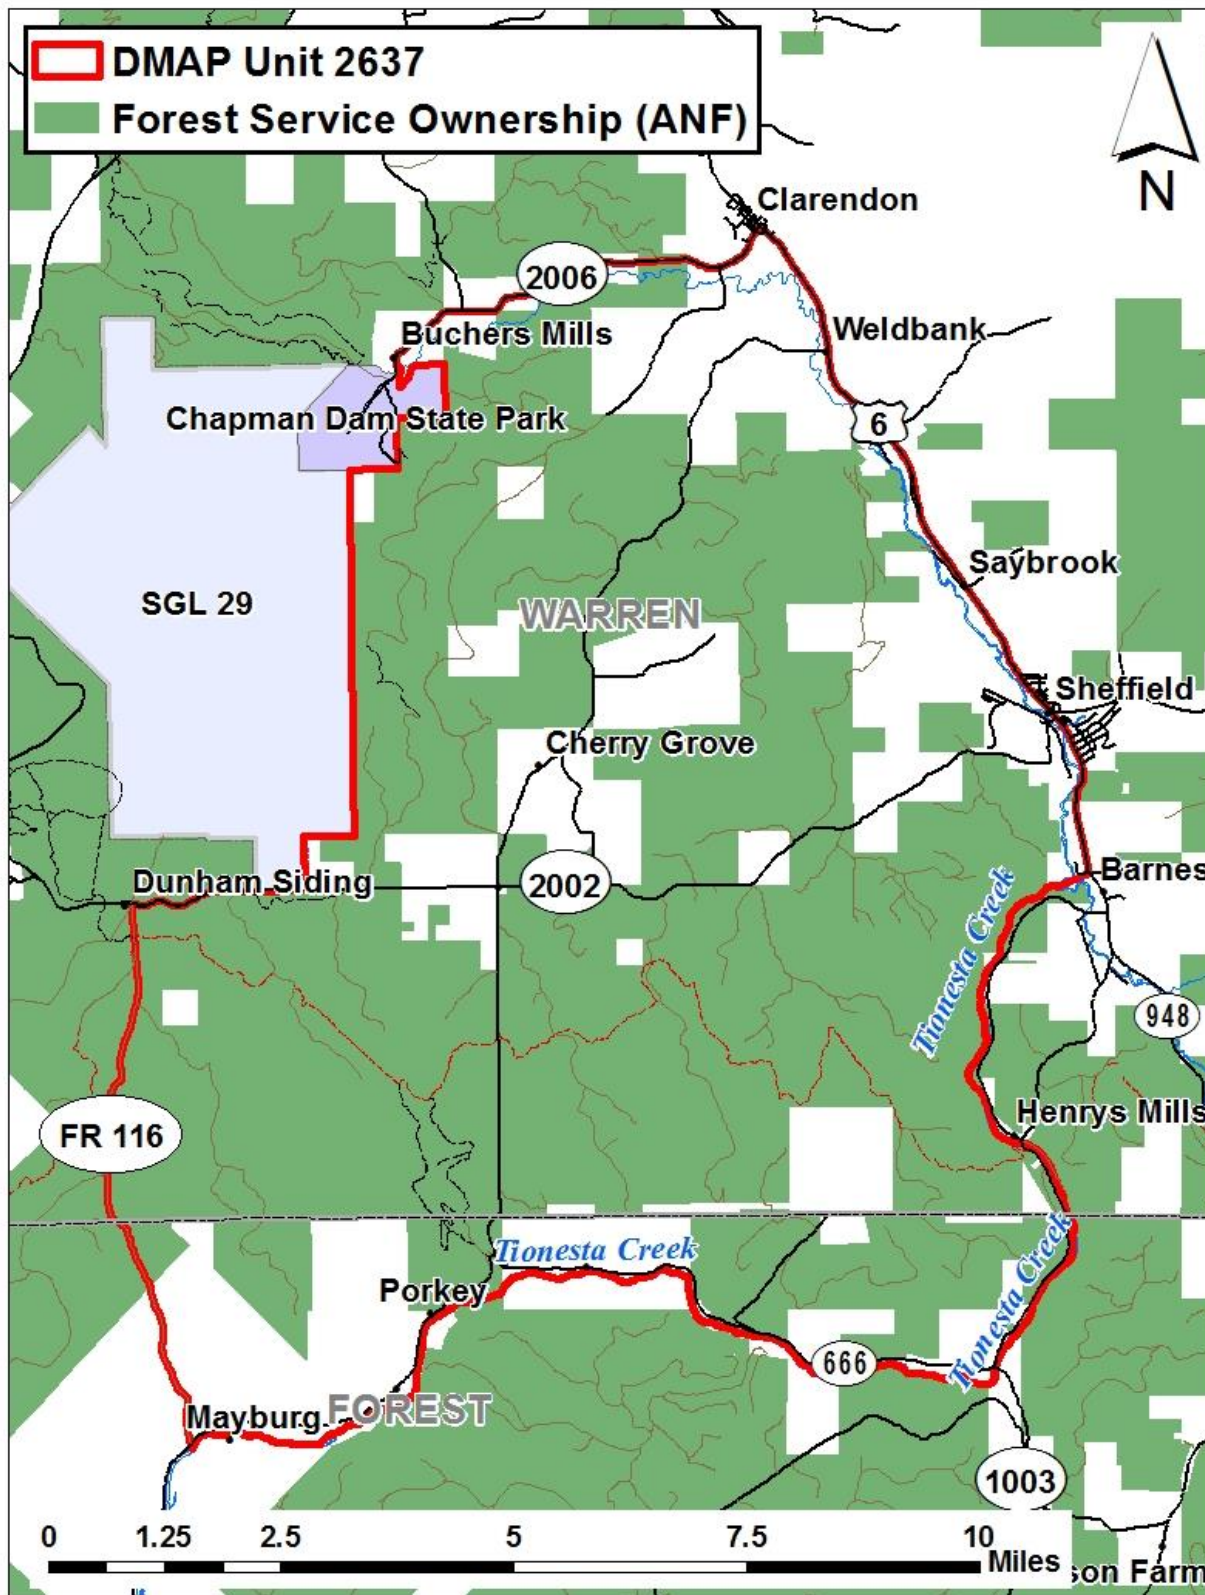 DMAP Unit 2637
Forest Service Ownership (ANF)
N
Clarendon
2006
Buchers Mills
Weldbank
Chapman Dam State Park
6
Saybrook
SGL 29
WARREN
Sheffield
Cherry Grove
Dunham Siding
2002
Barnes
Tionesta Creek
948
Henrys Mills
FR 116
Tionesta Creek
Tionesta Creek
Porkey
666
Mayburg
FOREST
1003
0 1.25 2.5 5 7.5 10
Miles
son Farm